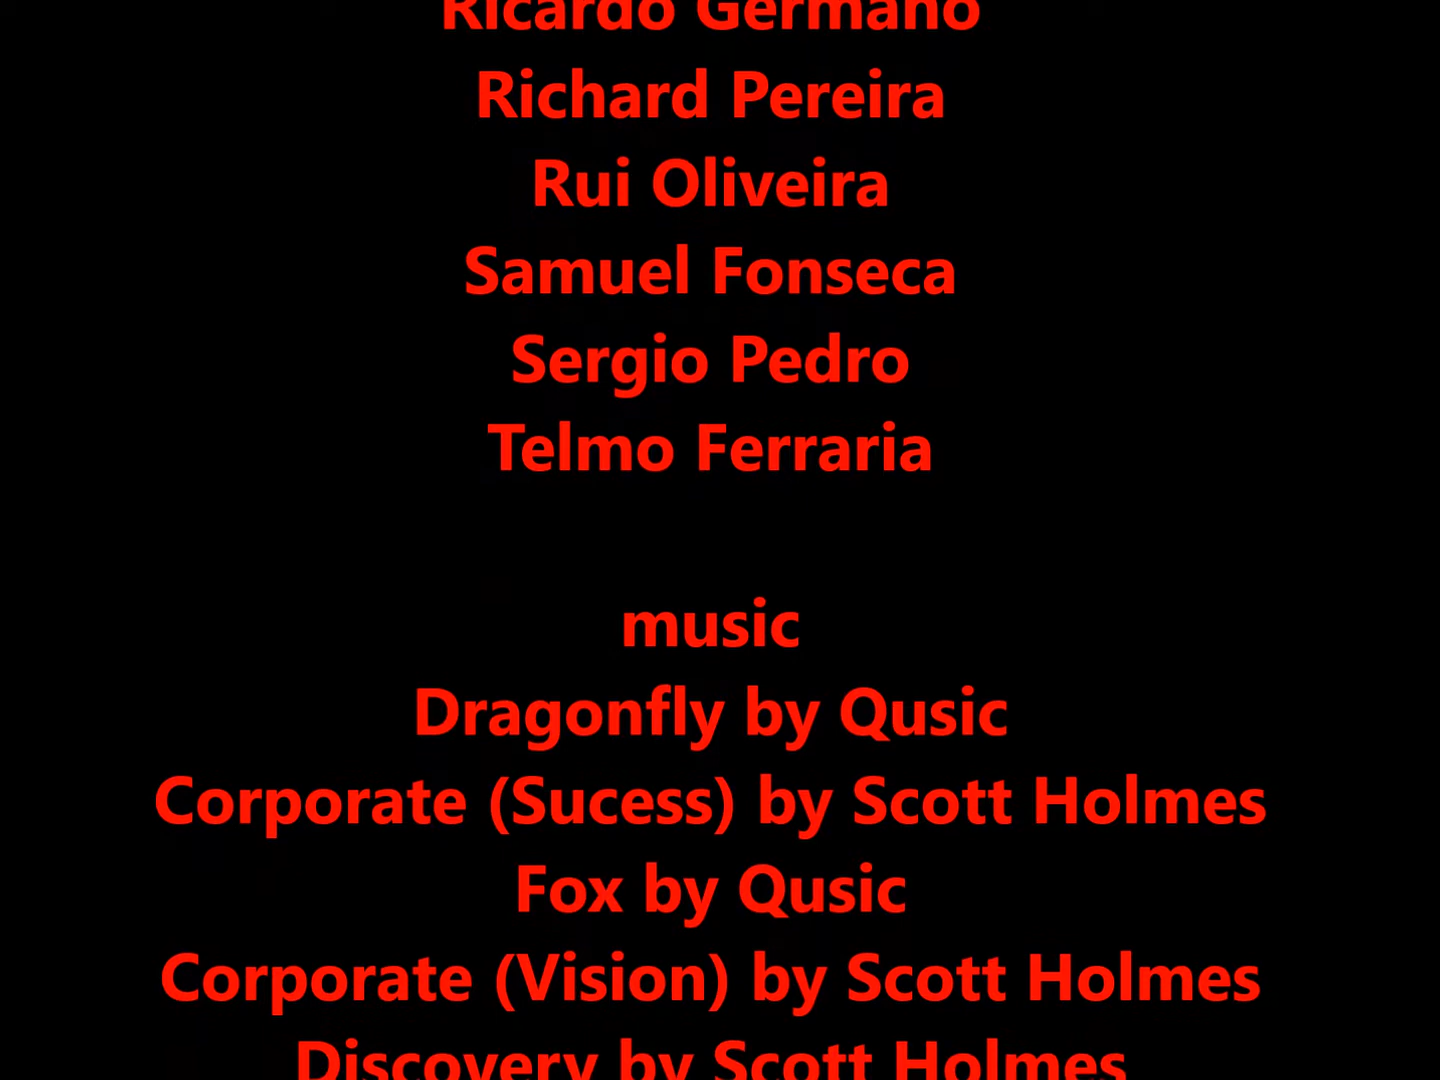 Ricardo Germano
Richard Pereira
Rui Oliveira
Samuel Fonseca
Sergio Pedro
Telmo Ferraria
music
Dragonfly by Qusic
Corporate (Sucess) by Scott Holmes
Fox by Qusic
Corporate (Vision) by Scott Holmes
Discovery by Scott Holmes